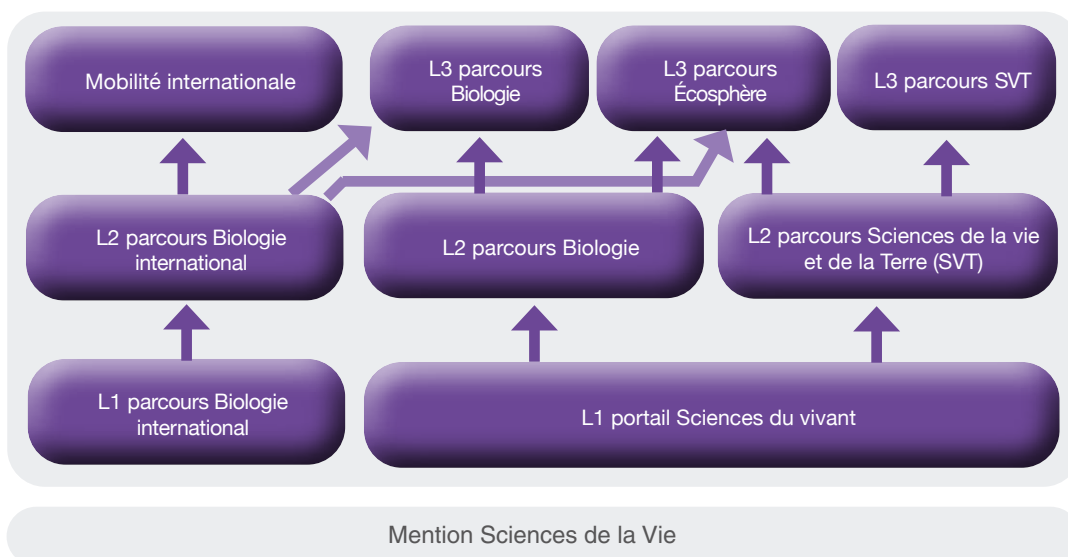 Mobilité internationale
L3 parcours
Biologie
L3 parcours
Écosphère
L3 parcours SVT
L2 parcours Biologie
international
L2 parcours Biologie
L2 parcours Sciences de la vie
et de la Terre (SVT)
L1 parcours Biologie
international
L1 portail Sciences du vivant
Mention Sciences de la Vie